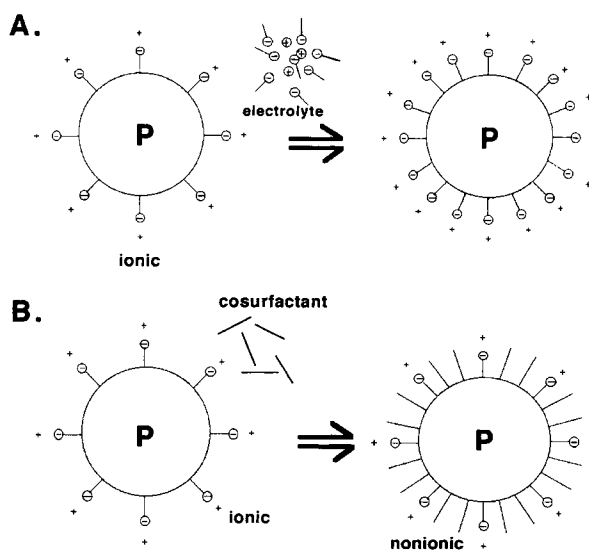 A.
electrolyte
P
P
ionic
B.
cosurfactant
P
P
ionic
nonionic